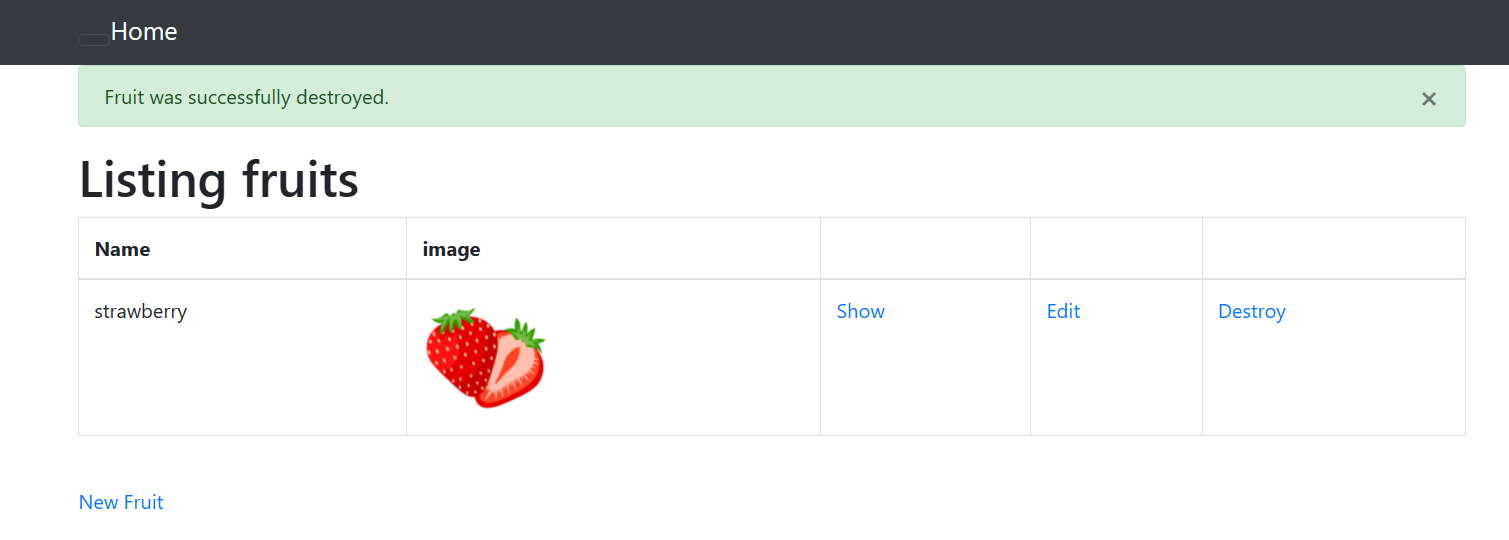 Home
Fruit was successfully destroyed. ×
Listing fruits
Name image
strawberry Show Edit Destroy
New Fruit